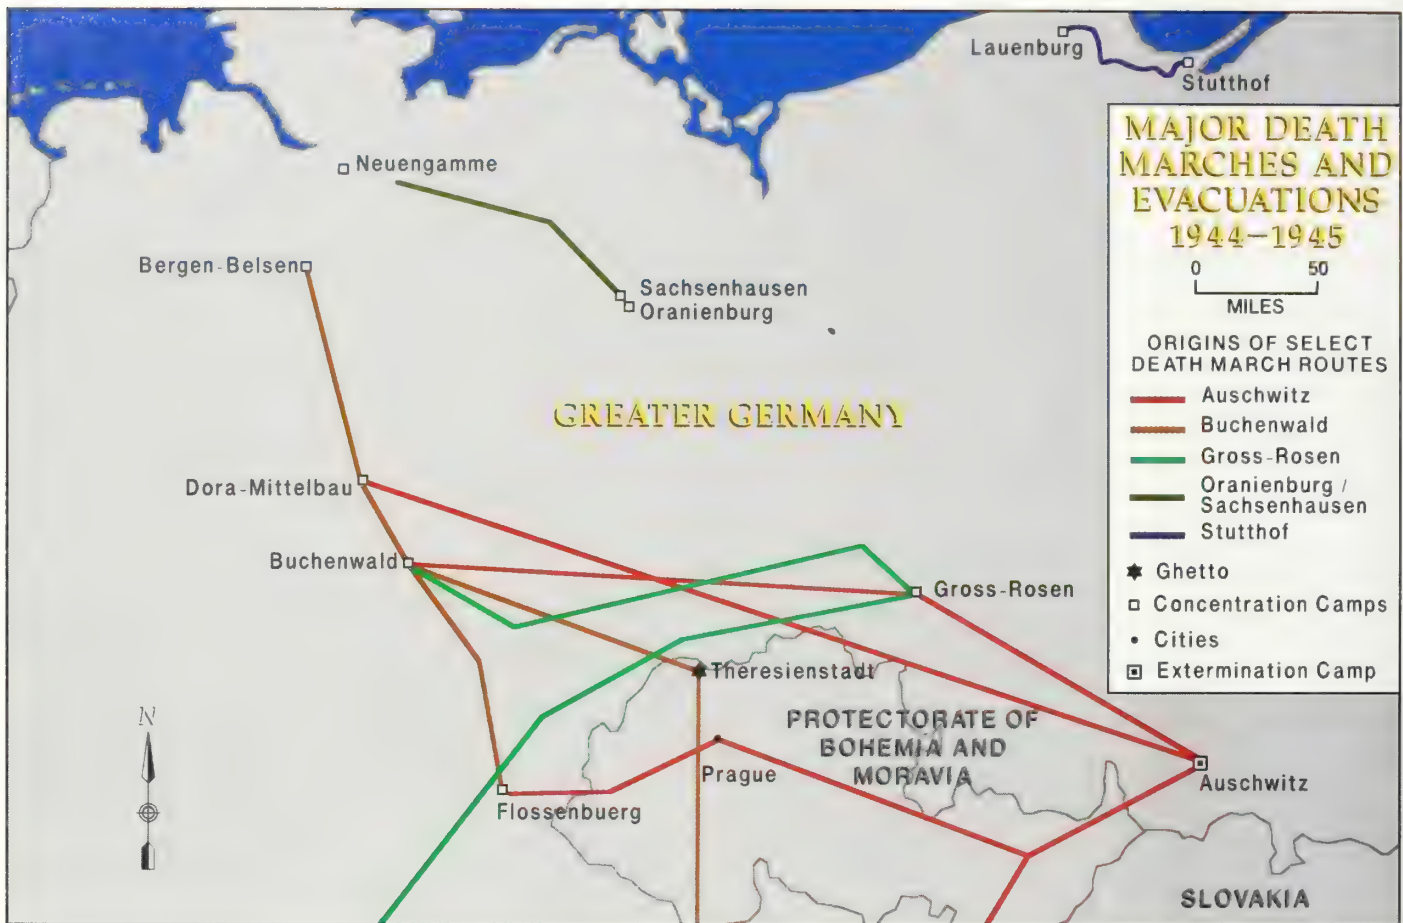 Lauenburg
Stutthof
MAJOR DEATH
MARCHES AND
EVACUATIONS
1944–1945
0 50
MILES
ORIGINS OF SELECT
DEATH MARCH ROUTES
Auschwitz
Buchenwald
Gross-Rosen
Oranienburg /
Sachsenhausen
Stutthof
Ghetto
Concentration Camps
Cities
Extermination Camp
Neuengamme
Bergen-Belsen
Sachsenhausen
Oranienburg
GREATER GERMANY
Dora-Mittelbau
Buchenwald
Gross-Rosen
Theresienstadt
PROTECTORATE OF
BOHEMIA AND
MORAVIA
Prague
Auschwitz
Flossenbuerg
N
SLOVAKIA